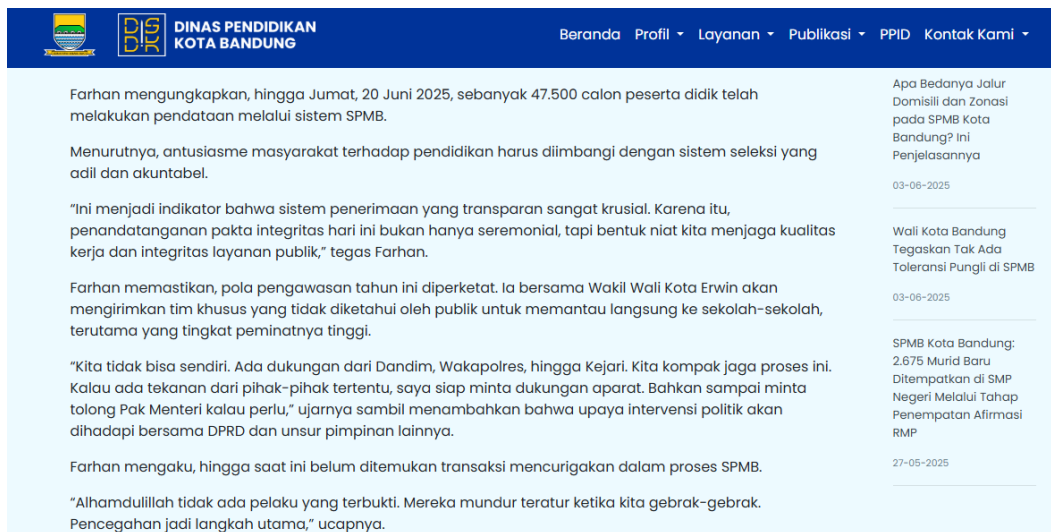 DINAS PENDIDIKAN
KOTA BANDUNG
Beranda Profil Layanan Publikasi PPID Kontak Kami
Farhan mengungkapkan, hingga Jumat, 20 Juni 2025, sebanyak 47.500 calon peserta didik telah
melakukan pendataan melalui sistem SPMB.
Menurutnya, antusiasme masyarakat terhadap pendidikan harus diimbangi dengan sistem seleksi yang
adil dan akuntabel.
“Ini menjadi indikator bahwa sistem penerimaan yang transparan sangat krusial. Karena itu,
penandatanganan pakta integritas hari ini bukan hanya seremonial, tapi bentuk niat kita menjaga kualitas
kerja dan integritas layanan publik,” tegas Farhan.
Farhan memastikan, pola pengawasan tahun ini diperketat. Ia bersama Wakil Wali Kota Erwin akan
mengirimkan tim khusus yang tidak diketahui oleh publik untuk memantau langsung ke sekolah-sekolah,
terutama yang tingkat peminatnya tinggi.
“Kita tidak bisa sendiri. Ada dukungan dari Dandim, Wakapolres, hingga Kejari. Kita kompak jaga proses ini.
Kalau ada tekanan dari pihak-pihak tertentu, saya siap minta dukungan aparat. Bahkan sampai minta
tolong Pak Menteri kalau perlu,” ujarnya sambil menambahkan bahwa upaya intervensi politik akan
dihadapi bersama DPRD dan unsur pimpinan lainnya.
Farhan mengaku, hingga saat ini belum ditemukan transaksi mencurigakan dalam proses SPMB.
“Alhamdulillah tidak ada pelaku yang terbukti. Mereka mundur teratur ketika kita gebrak-gebrak.
Pencegahan jadi langkah utama,” ucapnya.
Apa Bedanya Jalur
Domisili dan Zonasi
pada SPMB Kota
Bandung? Ini
Penjelasannya
03-06-2025
Wali Kota Bandung
Tegaskan Tak Ada
Toleransi Pungli di SPMB
03-06-2025
SPMB Kota Bandung:
2.675 Murid Baru
Ditempatkan di SMP
Negeri Melalui Tahap
Penempatan Afirmasi
RMP
27-05-2025